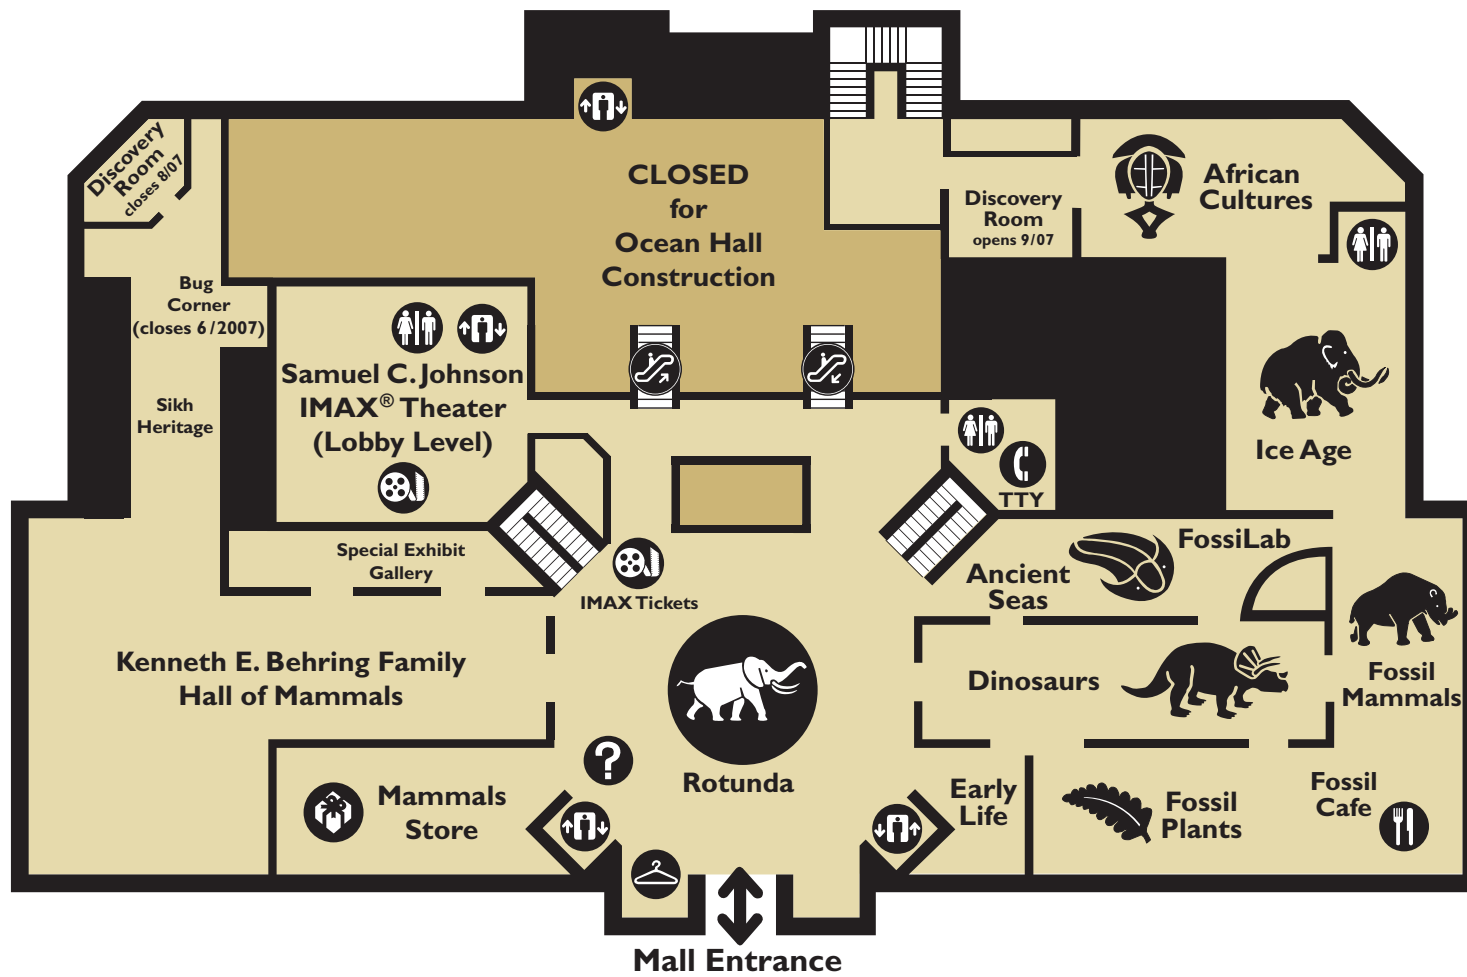 Discovery
Room
closes 8/07
CLOSED
for
Ocean Hall
Construction
African
Cultures
Discovery
Room
opens 9/07
Bug
Corner
(closes 6/2007)
Samuel C. Johnson
IMAX® Theater
(Lobby Level)
Sikh
Heritage
Ice Age
TTY
Special Exhibit
Gallery
IMAX Tickets
FossiLab
Ancient
Seas
Kenneth E. Behring Family
Hall of Mammals
Dinosaurs
Fossil
Mammals
?
Rotunda
Mammals
Store
Early
Life
Fossil
Plants
Fossil
Cafe
Mall Entrance